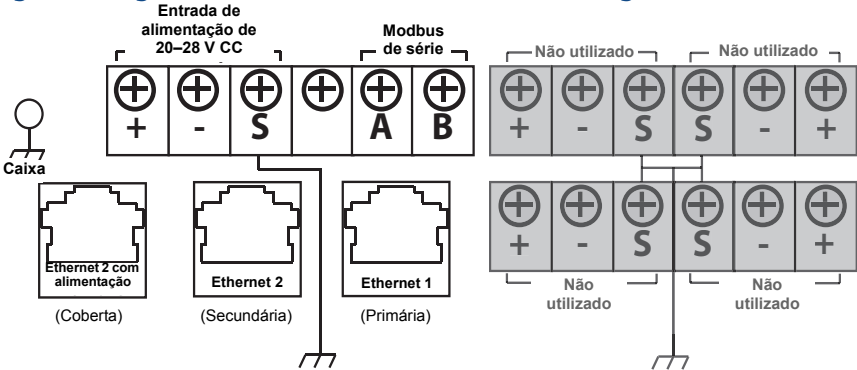 Entrada de
alimentação de
20–28 V CC
Modbus
de série
Não utilizado
Não utilizado
+ - S A B
+ - S S - +
Caixa
+ - S S - +
Ethernet 2 com
alimentação
Ethernet 2
Ethernet 1
Não
utilizado
Não
utilizado
(Coberta)
(Secundária)
(Primária)